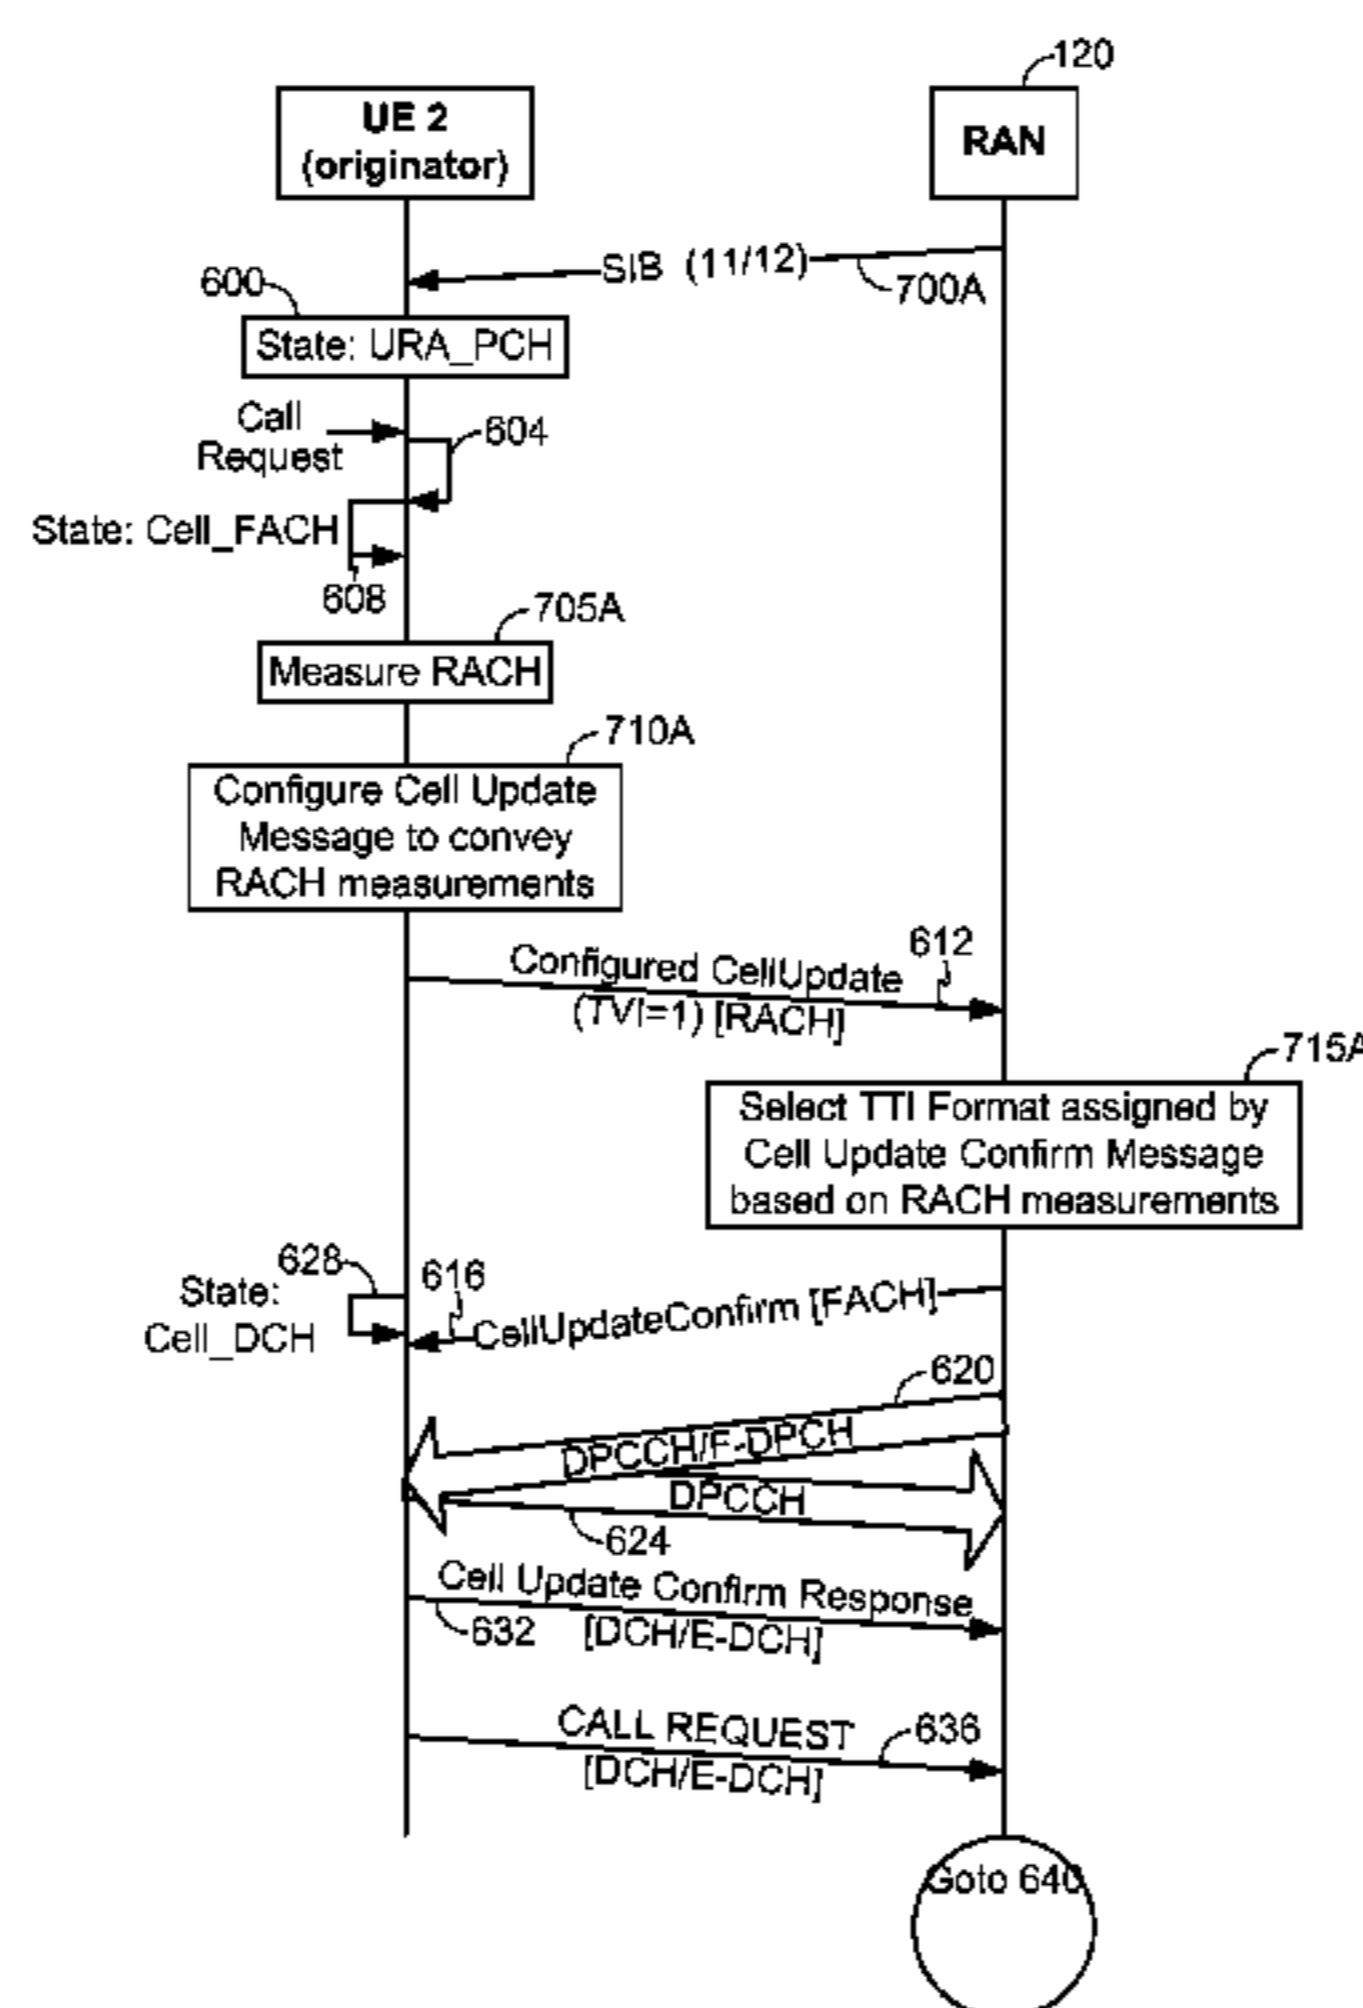 120
UE 2
(originator)
RAN
SIB (11/12)
700A
600
State: URA_PCH
Call
Request
604
State: Cell_FACH
608
705A
Measure RACH
710A
Configure Cell Update
Message to convey
RACH measurements
612
Configured CellUpdate
(TVI=1) [RACH]
715A
Select TTI Format assigned by
Cell Update Confirm Message
based on RACH measurements
628
State:
Cell_DCH
616
CellUpdateConfirm [FACH]
620
DPCCH/F-DPCH
DPCCH
624
Cell Update Confirm Response
632
[DCH/E-DCH]
CALL REQUEST
636
[DCH/E-DCH]
Goto 640